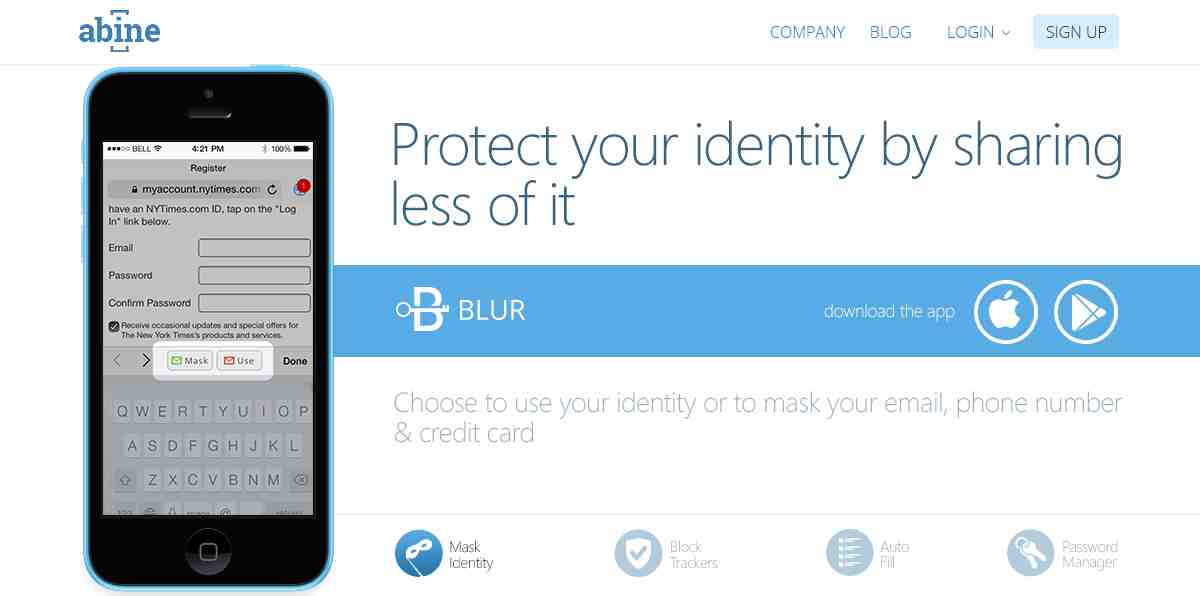 abine
COMPANY BLOG LOGIN SIGN UP
●●●○○ BELL 4:21 PM 100%
Register
myaccount.nytimes.com 1
have an NYTimes.com ID, tap on the "Log
In" link below.
Email
Password
Confirm Password
Receive occasional updates and special offers for
The New York Times's products and services.
Mask Use Done
Q W E R T Y U I O P
A S D F G H J K L
Z X C V B N M
123 space @ . return
Protect your identity by sharing
less of it
B BLUR
download the app
Choose to use your identity or to mask your email, phone number
& credit card
Mask
Identity
Block
Trackers
Auto
Fill
Password
Manager